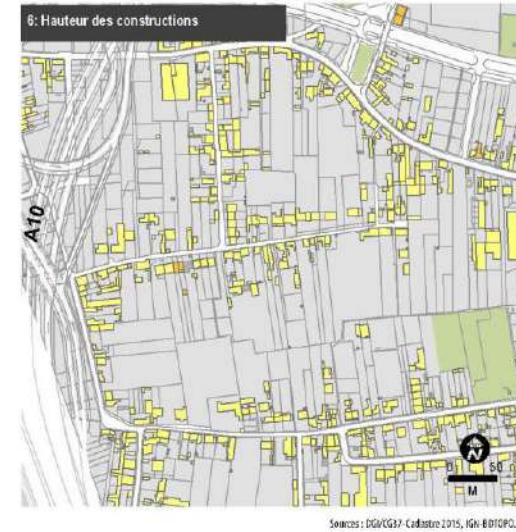 6: Hauteur des constructions
A10
N
0 50
M
Sources : DGI/CG37-Cadastre 2015, IGN-BDTOPO,